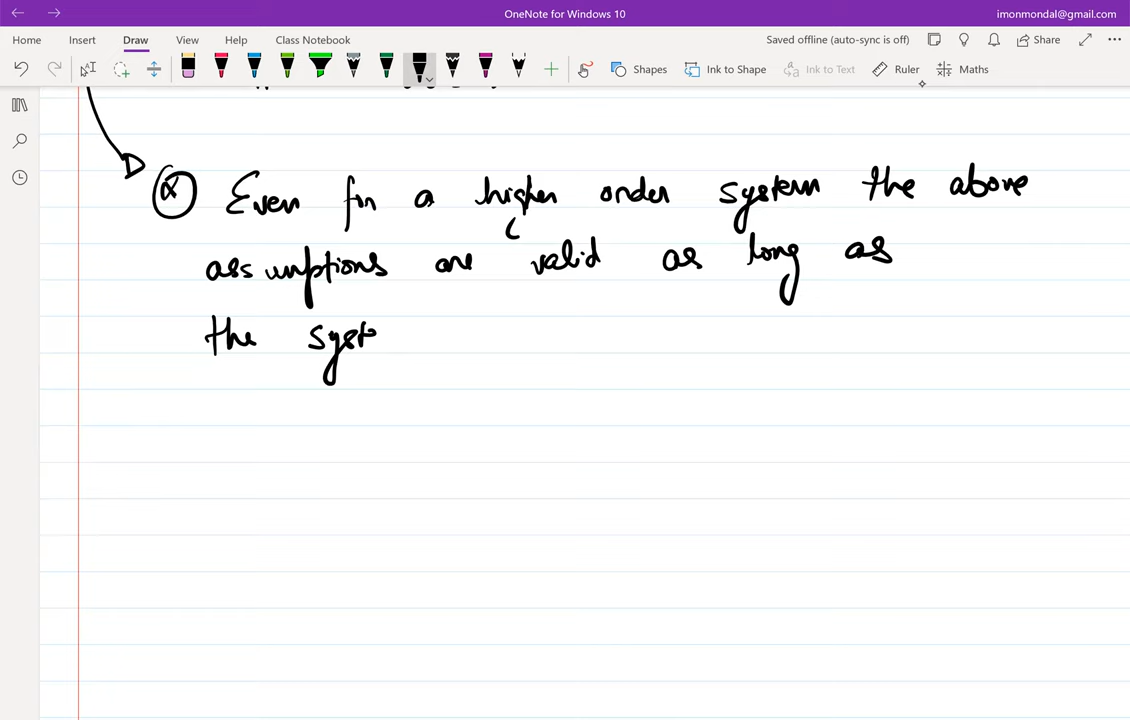 OneNote for Windows 10
imonmondal@gmail.com
Home Insert Draw View Help Class Notebook
Saved offline (auto-sync is off) Share
Shapes Ink to Shape Ink to Text Ruler Maths
Even for a higher order system the above
assumptions are valid as long as
the syst